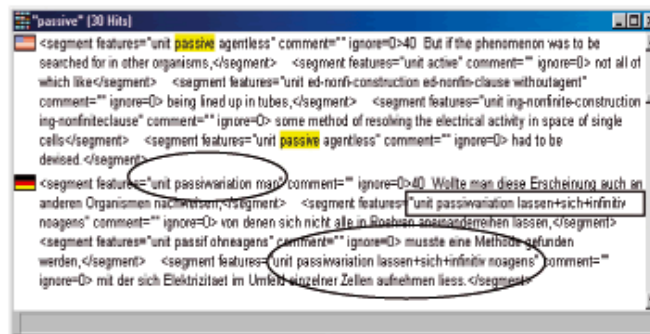 "passive" (30 Hits)
<segment features="unit passive agentless" comment="" ignore=0>40 But if the phenomenon was to be
searched for in other organisms,</segment> <segment features="unit active" comment="" ignore=0> not all of
which like</segment> <segment features="unit ed-nonfi-construction ed-nonfin-clause withoutagent"
comment="" ignore=0> being lined up in tubes,</segment> <segment features="unit ing-nonfinite-construction
ing-nonfiniteclause" comment="" ignore=0> some method of resolving the electrical activity in space of single
cells</segment> <segment features="unit passive agentless" comment="" ignore=0> had to be
devised.</segment>
<segment features="unit passivvariation man" comment="" ignore=0>40 Wollte man diese Erscheinung auch an
anderen Organismen nachweisen,</segment> <segment features="unit passivvariation lassen+sich+infinitiv
noagens" comment="" ignore=0> von denen sich nicht alle in Roehren aneinanderreihen lassen,</segment>
<segment features="unit passif ohneagens" comment="" ignore=0> musste eine Methode gefunden
werden,</segment> <segment features="unit passivvariation lassen+sich+infinitiv noagens" comment=""
ignore=0> mit der sich Elektrizitaet im Umfeld einzelner Zellen aufnehmen liess.</segment>